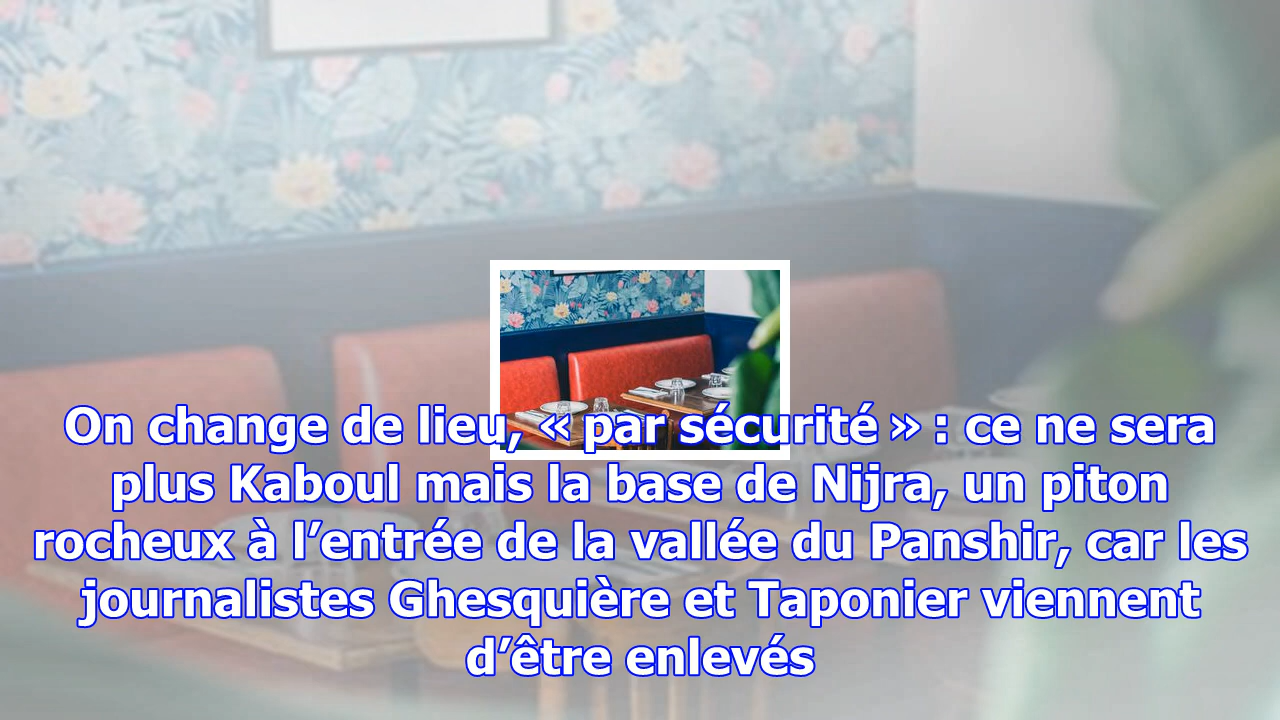 On change de lieu, « par sécurité » : ce ne sera
plus Kaboul mais la base de Nijra, un piton
rocheux à l’entrée de la vallée du Panshir, car les
journalistes Ghesquière et Taponier viennent
d’être enlevés